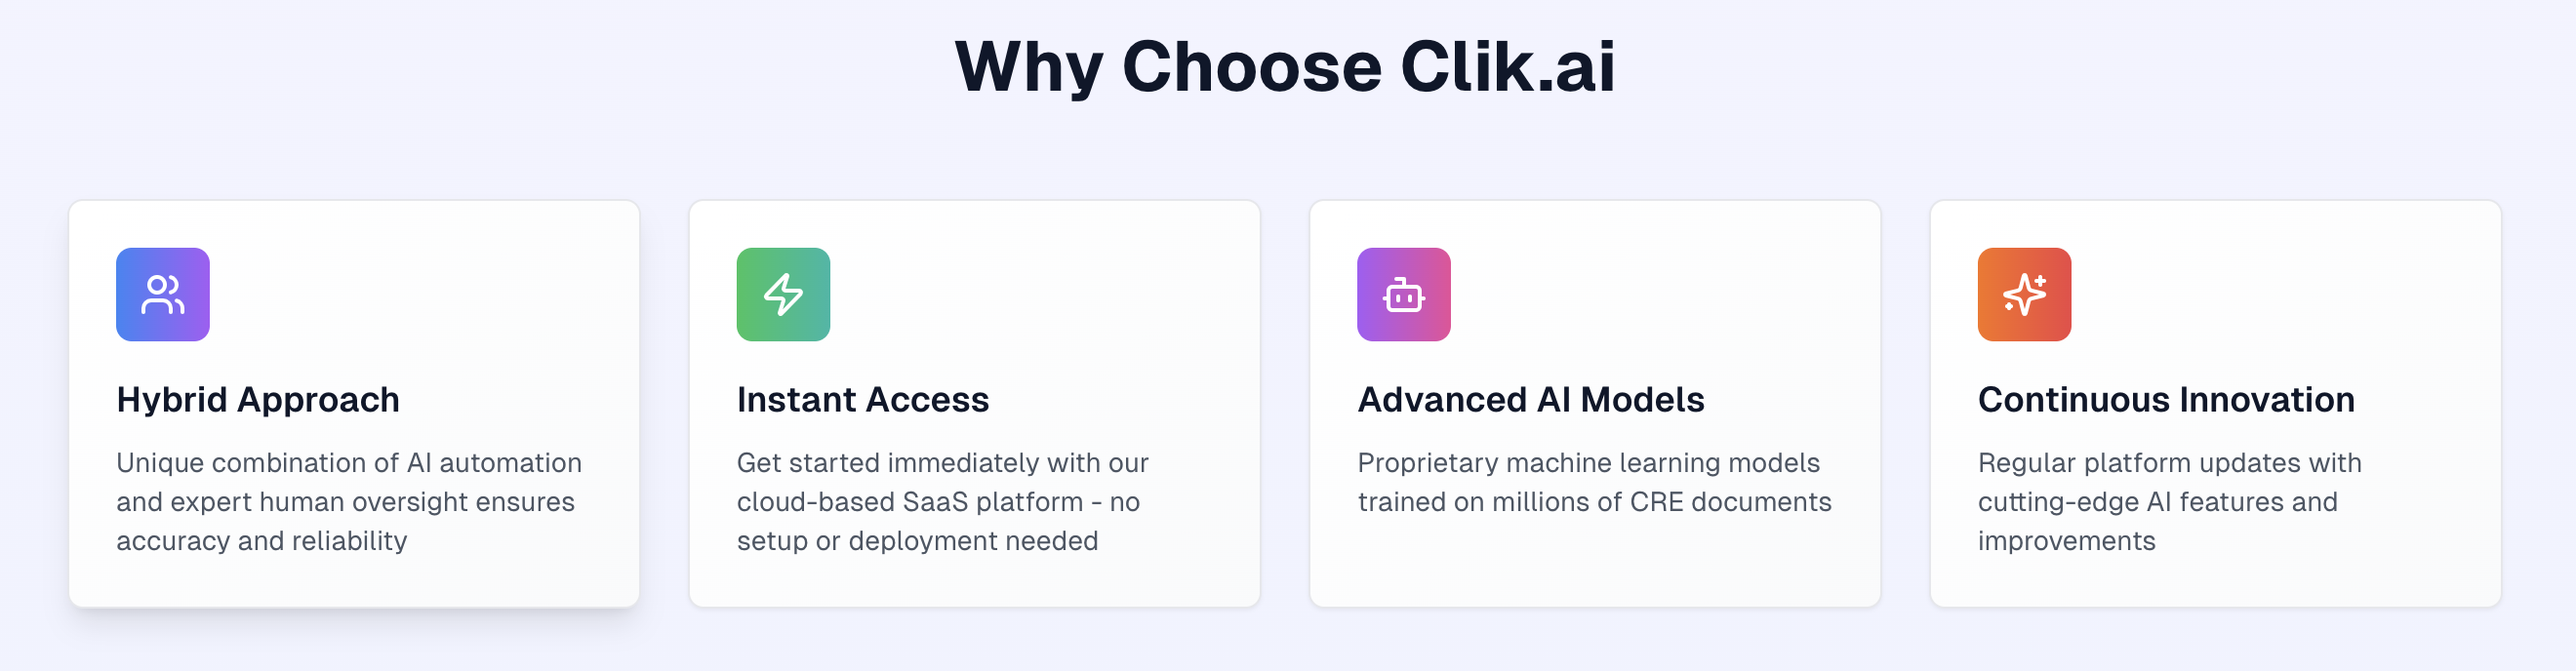 Why Choose Clik.ai
Hybrid Approach
Unique combination of AI automation
and expert human oversight ensures
accuracy and reliability
Instant Access
Get started immediately with our
cloud-based SaaS platform - no
setup or deployment needed
Advanced AI Models
Proprietary machine learning models
trained on millions of CRE documents
Continuous Innovation
Regular platform updates with
cutting-edge AI features and
improvements